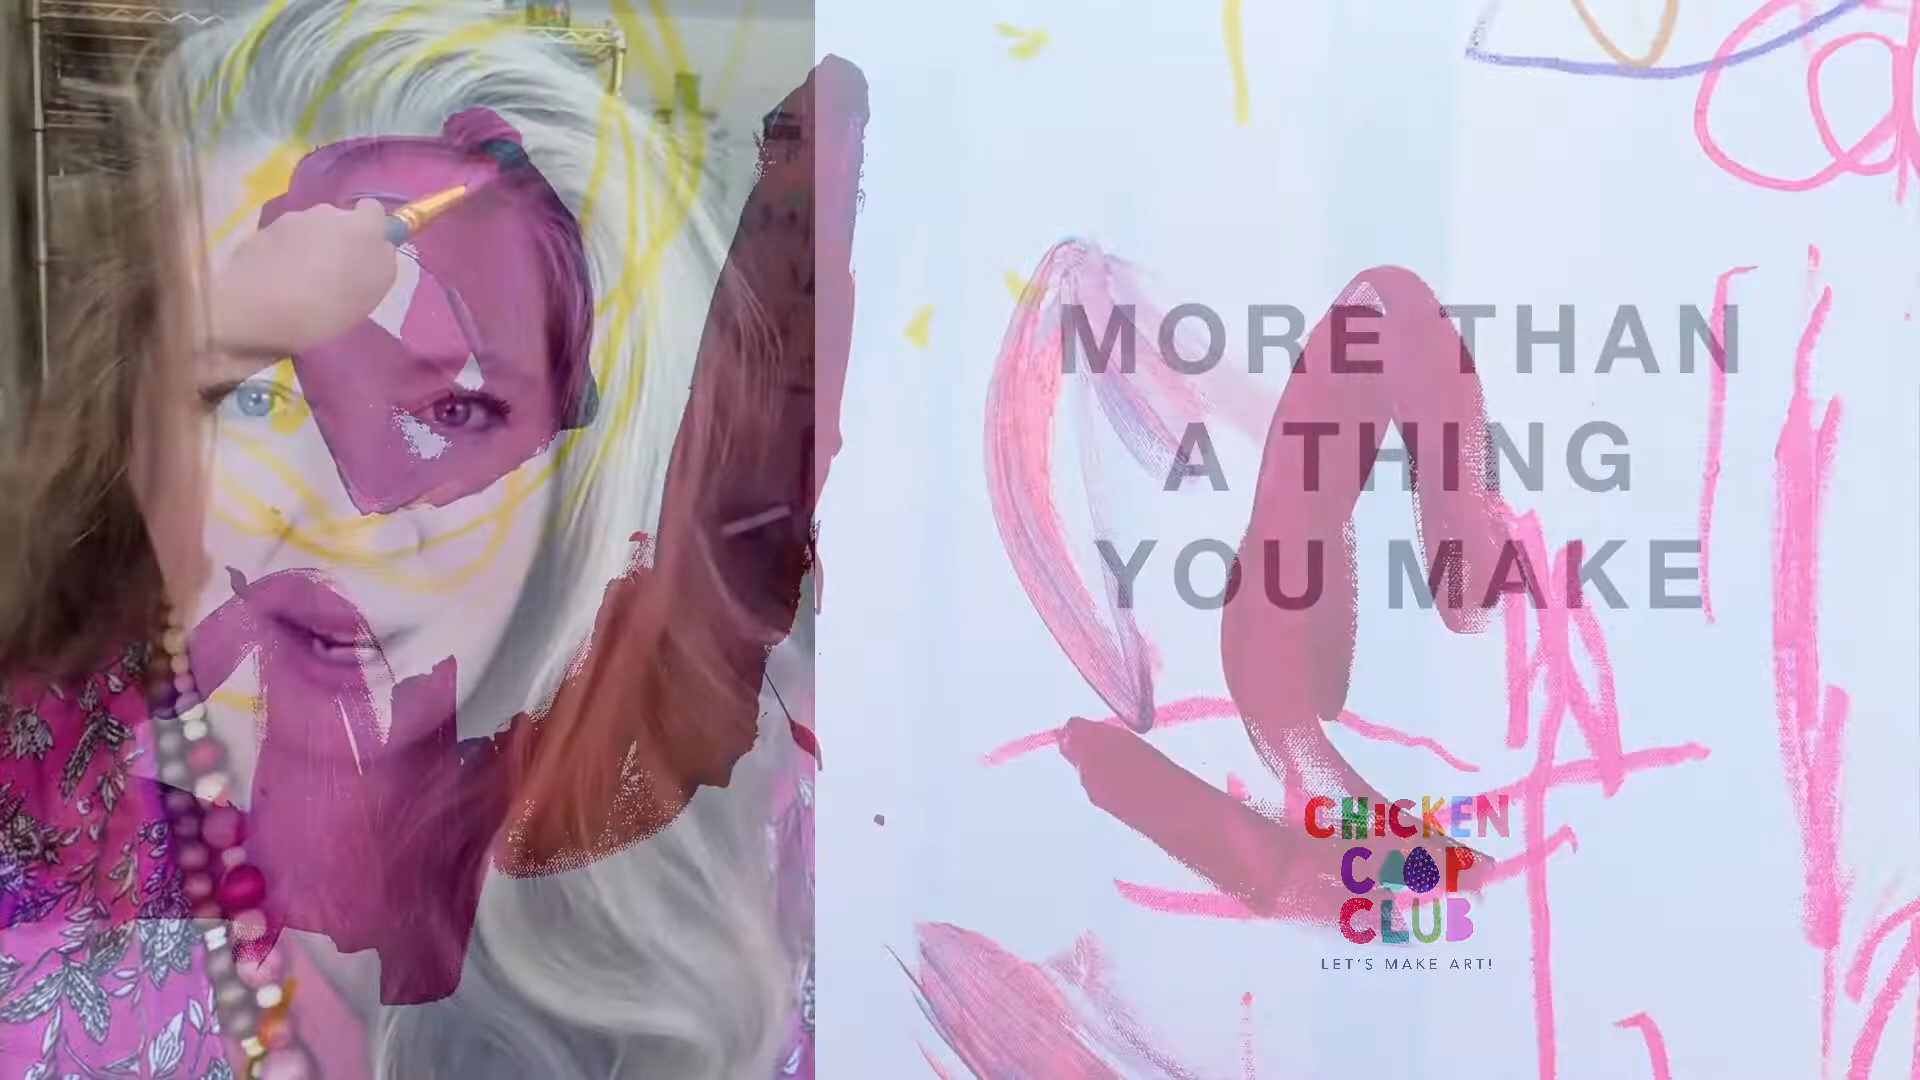 MORE THAN
A THING
YOU MAKE
CHICKEN
COOP
CLUB
LET'S MAKE ART!